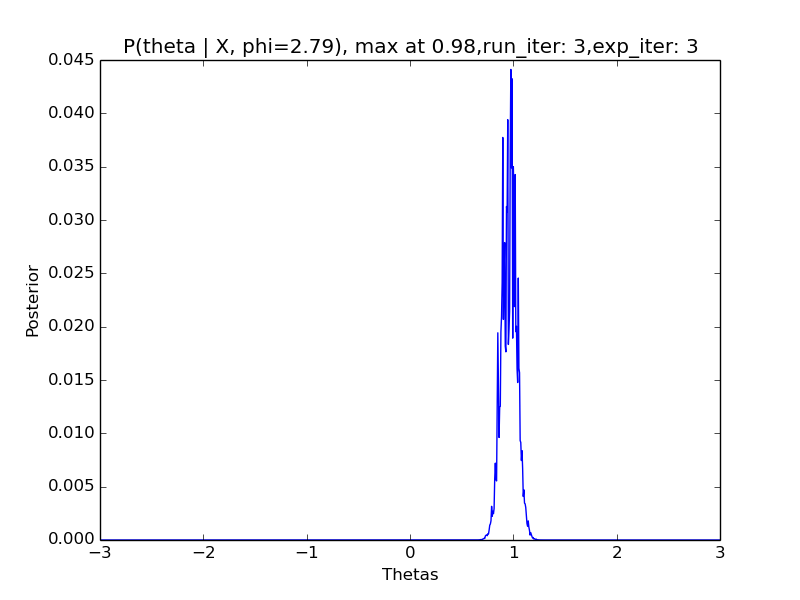 P(theta | X, phi=2.79), max at 0.98,run_iter: 3,exp_iter: 3
0.045
0.040
0.035
0.030
0.025
0.020
0.015
0.010
0.005
0.000
Posterior
−3 −2 −1 0 1 2 3
Thetas